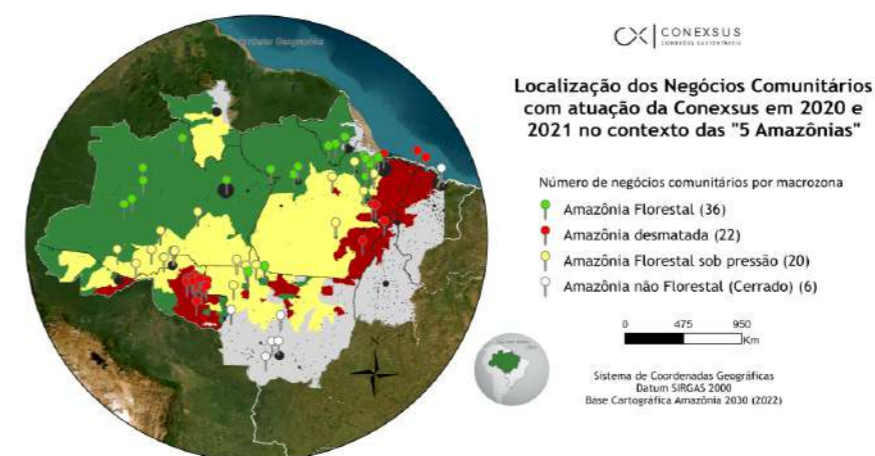 CONEXSUS
CONEXÕES SUSTENTÁVEIS
Localização dos Negócios Comunitários
com atuação da Conexsus em 2020 e
2021 no contexto das "5 Amazônias"
Número de negócios comunitários por macrozona
Amazônia Florestal (36)
Amazônia desmatada (22)
Amazônia Florestal sob pressão (20)
Amazônia não Florestal (Cerrado) (6)
0 475 950
Km
Sistema de Coordenadas Geográficas
Datum SIRGAS 2000
Base Cartográfica Amazônia 2030 (2022)